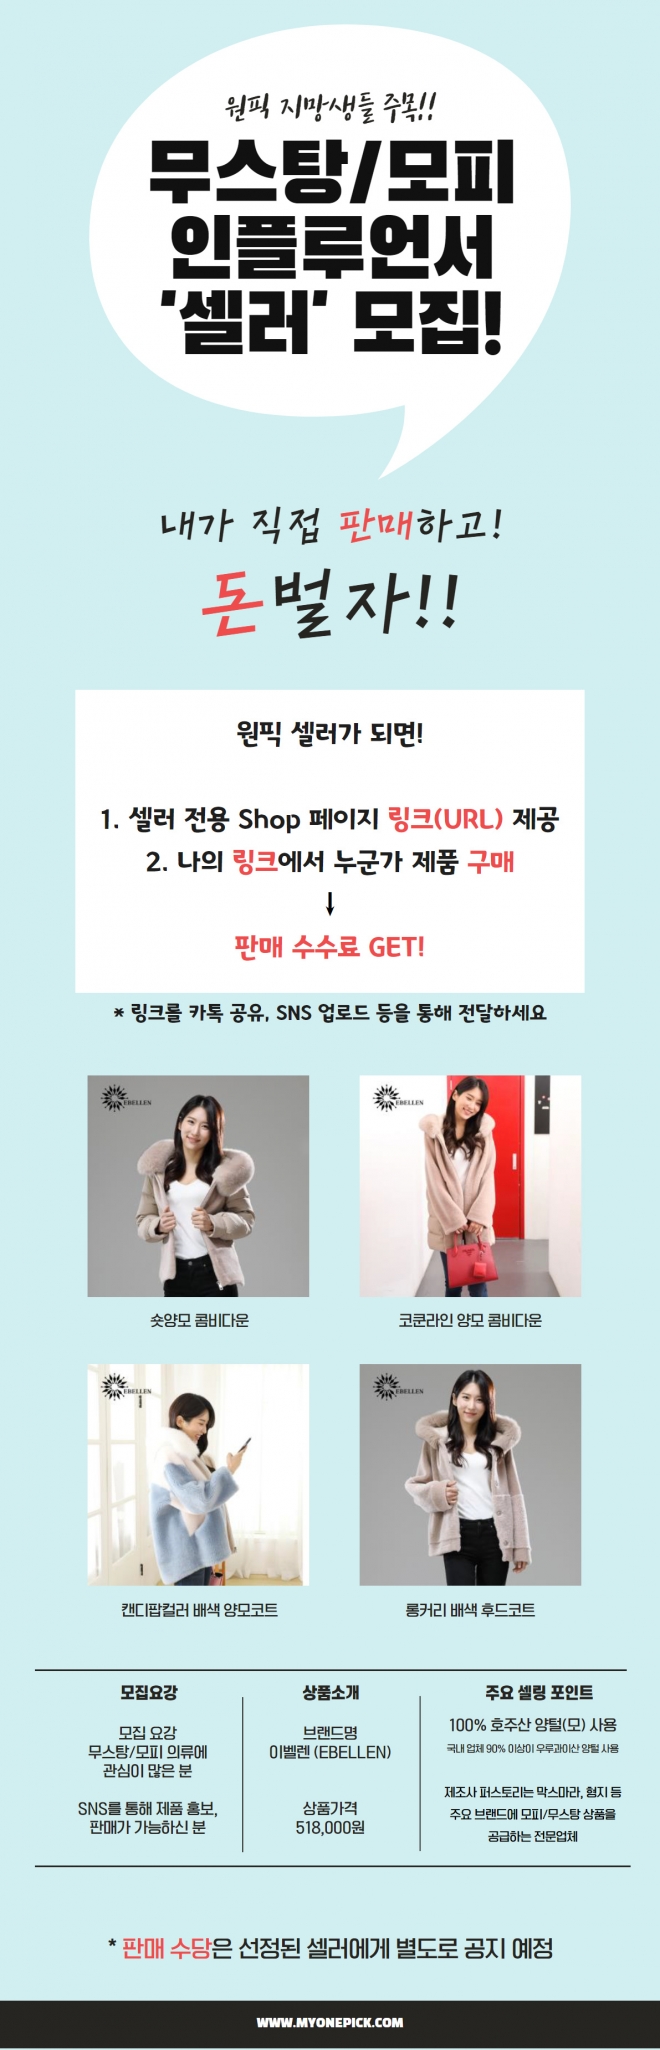 원픽 지망생들 주목!!
무스탕/모피
인플루언서
'셀러' 모집!
내가 직접 판매하고!
돈벌자!!
원픽 셀러가 되면!
1. 셀러 전용 Shop 페이지 링크(URL) 제공
2. 나의 링크에서 누군가 제품 구매
↓
판매 수수료 GET!
* 링크를 카톡 공유, SNS 업로드 등을 통해 전달하세요
EBELLEN
EBELLEN
숏양모 콤비다운
코쿤라인 양모 콤비다운
EBELLEN
EBELLEN
캔디팝컬러 배색 양모코트
롱커리 배색 후드코트
모집요강
모집 요강
무스탕/모피 의류에
관심이 많은 분
SNS를 통해 제품 홍보,
판매가 가능하신 분
상품소개
브랜드명
이벨렌 (EBELLEN)
상품가격
518,000원
주요 셀링 포인트
100% 호주산 양털(모) 사용
국내 업체 90% 이상이 우루과이산 양털 사용
제조사 퍼스토리는 막스마라, 형지 등
주요 브랜드에 모피/무스탕 상품을
공급하는 전문업체
* 판매 수당은 선정된 셀러에게 별도로 공지 예정
WWW.MYONEPICK.COM